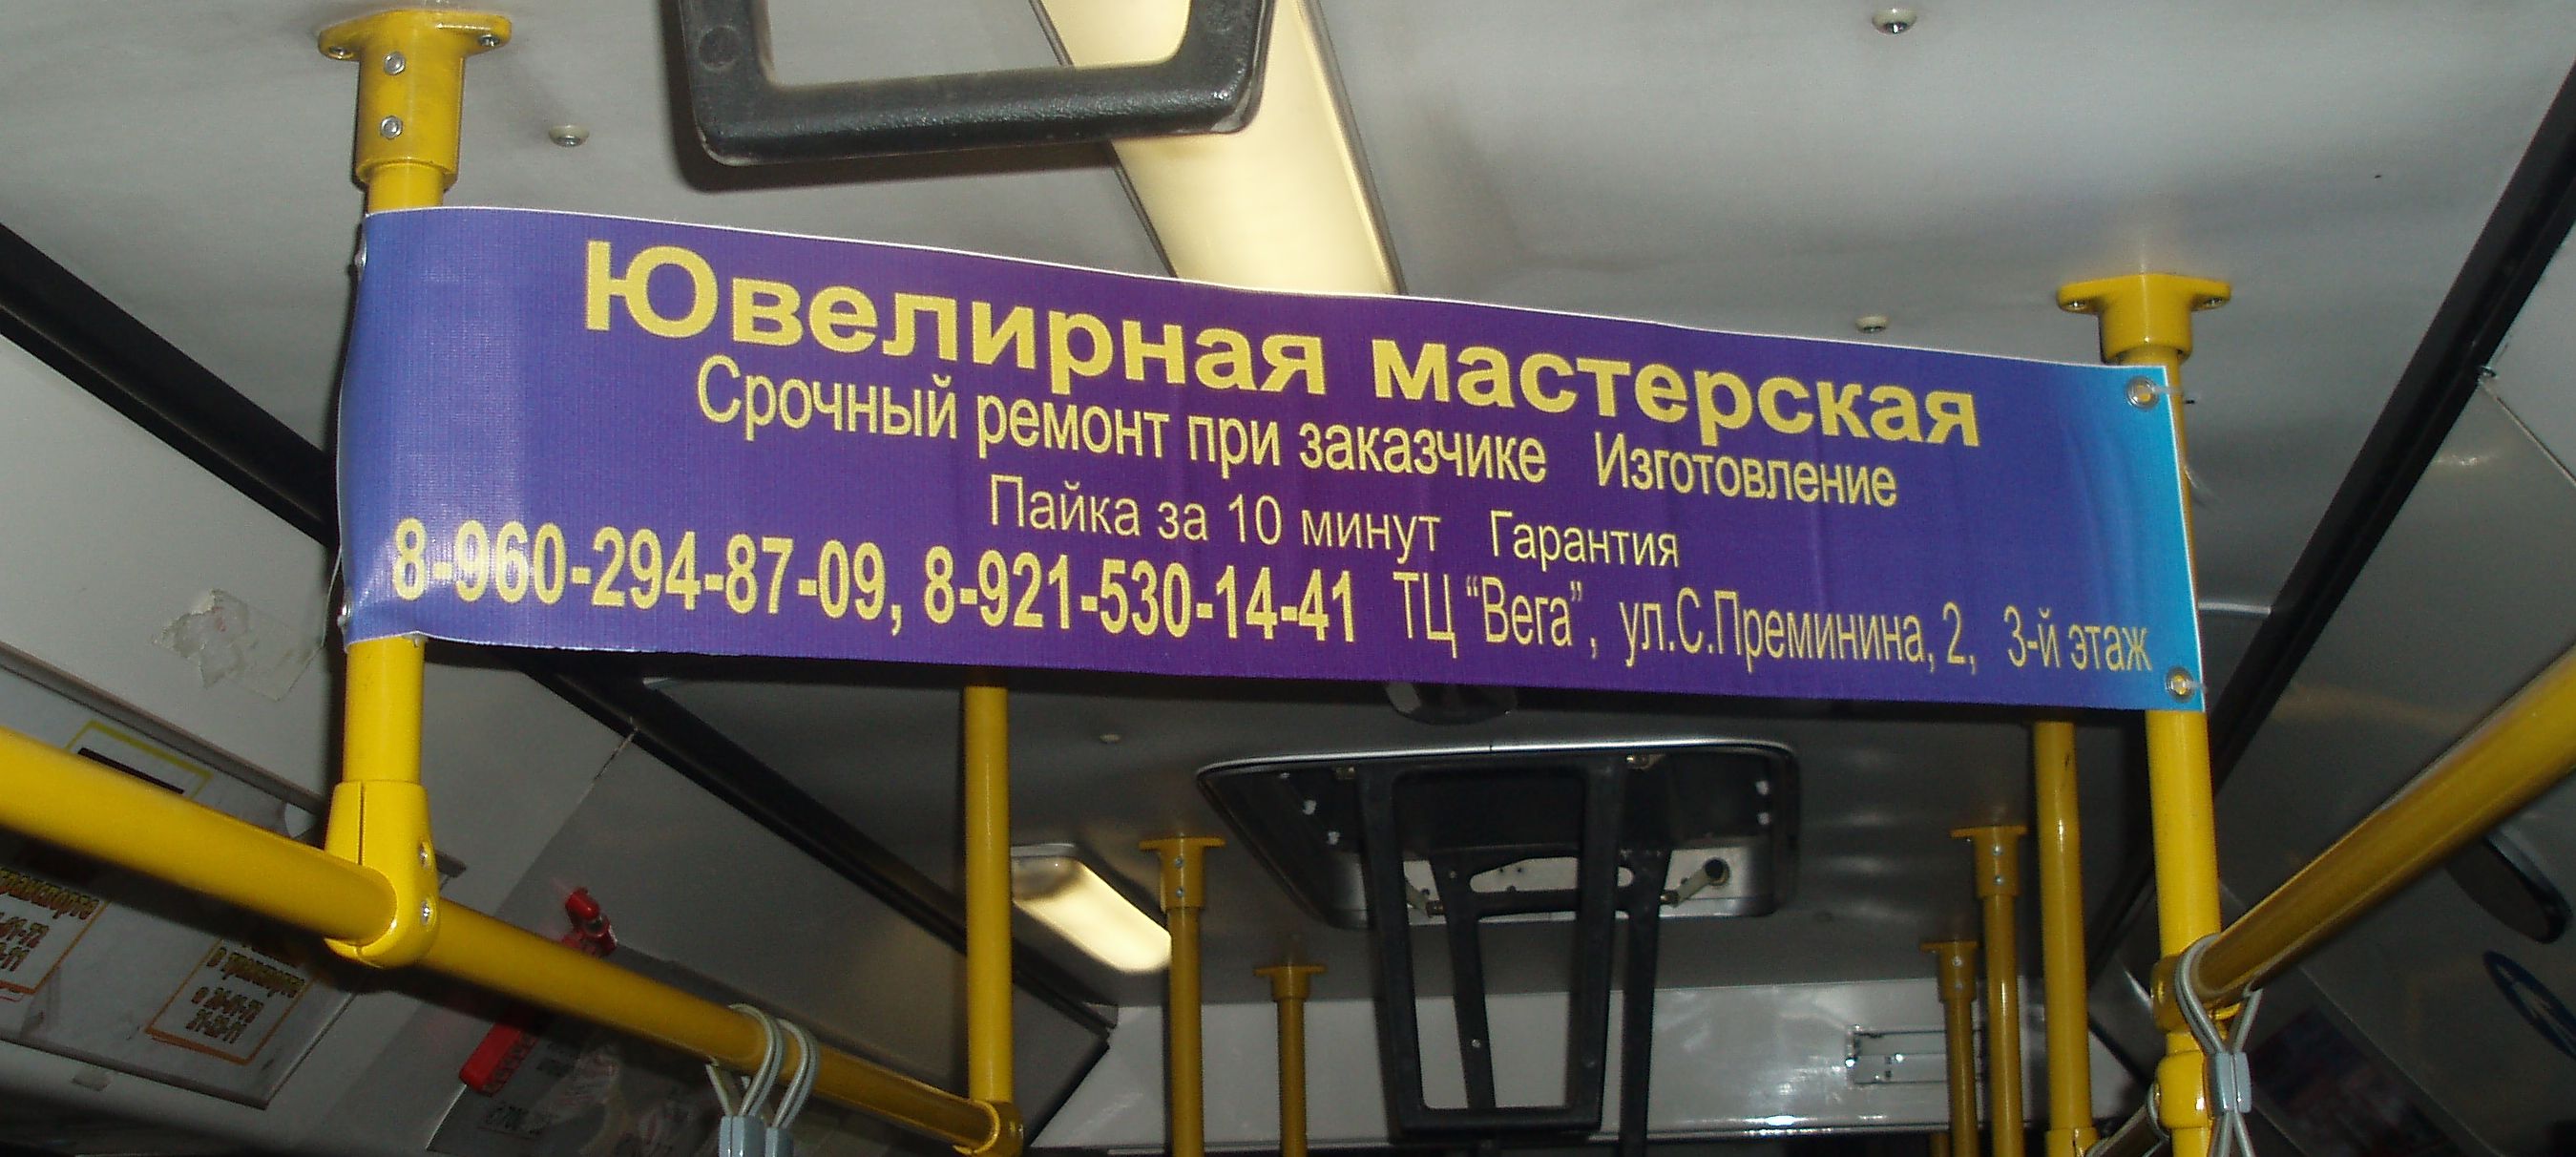 Ювелирная мастерская
Срочный ремонт при заказчике Изготовление
Пайка за 10 минут Гарантия
8-960-294-87-09, 8-921-530-14-41 ТЦ “Вега”, ул.С.Преминина, 2, 3-й этаж
в транспорте